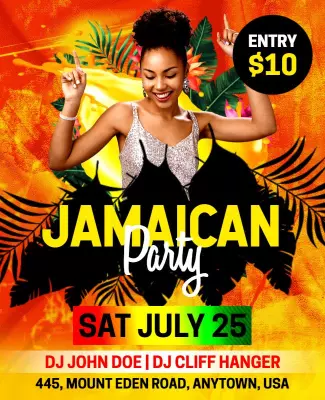 ENTRY
$10
JAMAICAN
Party
SAT JULY 25
DJ JOHN DOE | DJ CLIFF HANGER
445, MOUNT EDEN ROAD, ANYTOWN, USA